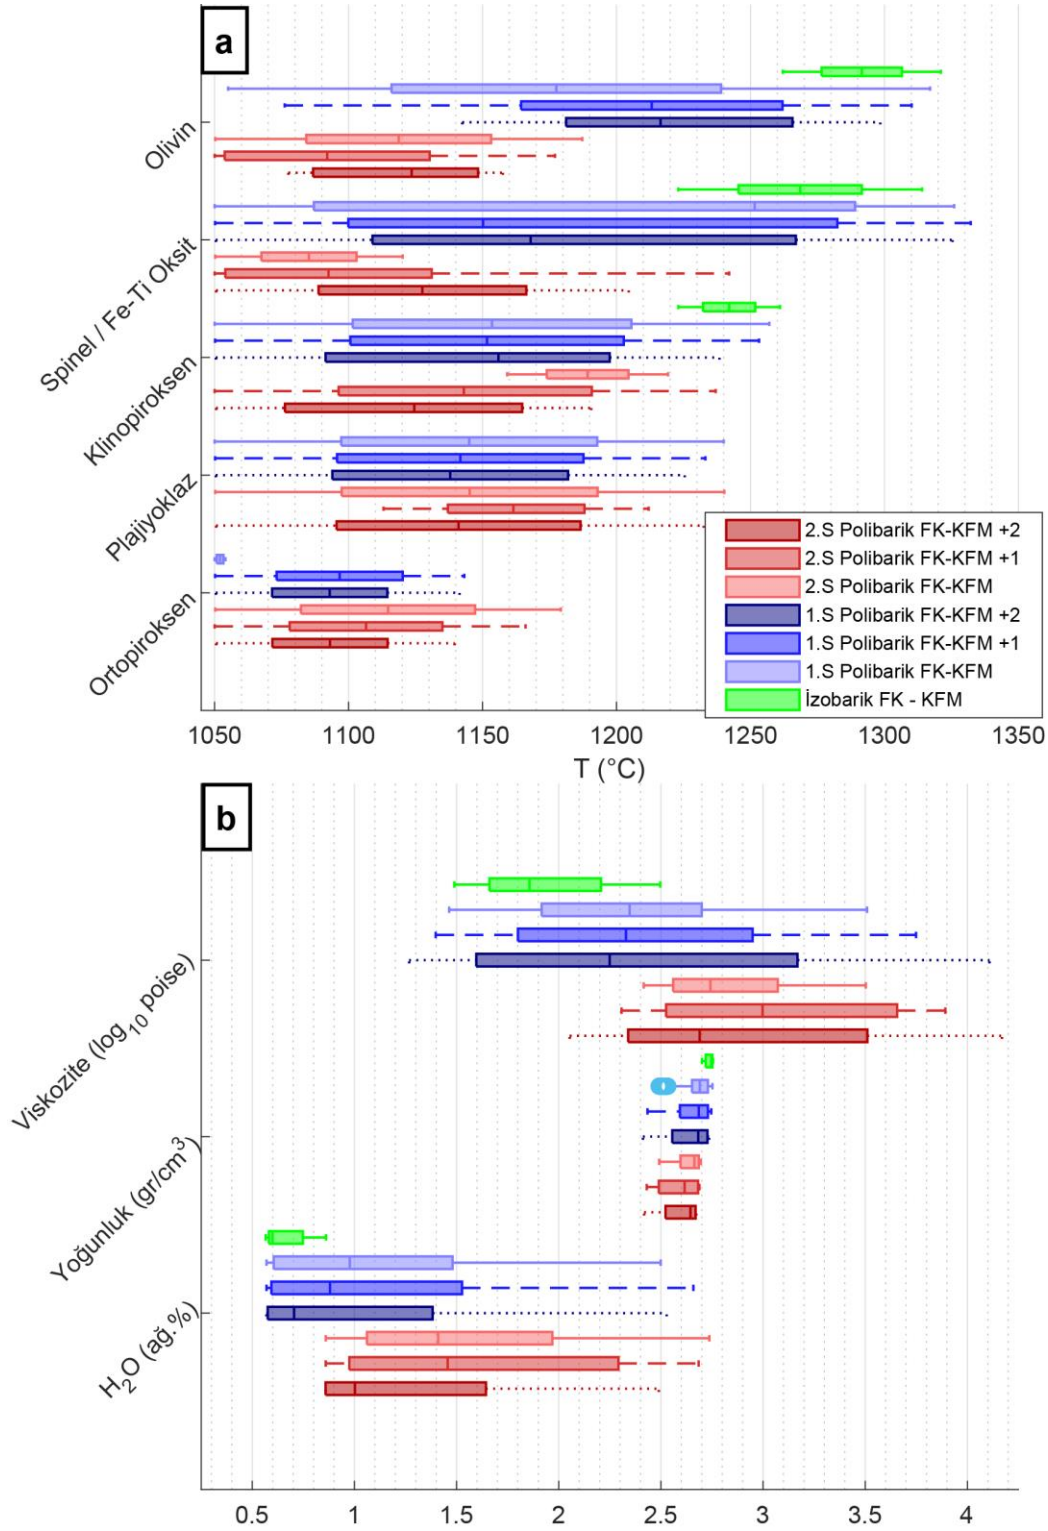 a
Olivin
Spinel / Fe-Ti Oksit
Klinopiroksen
Plajiyoklaz
Ortopiroksen
2.S Polibarik FK-KFM +2
2.S Polibarik FK-KFM +1
2.S Polibarik FK-KFM
1.S Polibarik FK-KFM +2
1.S Polibarik FK-KFM +1
1.S Polibarik FK-KFM
İzobarik FK - KFM
1050 1100 1150 1200 1250 1300 1350
T (°C)
b
Viskozite (log₁₀ poise)
Yoğunluk (gr/cm³)
H₂O (ağ.%)
0.5 1 1.5 2 2.5 3 3.5 4